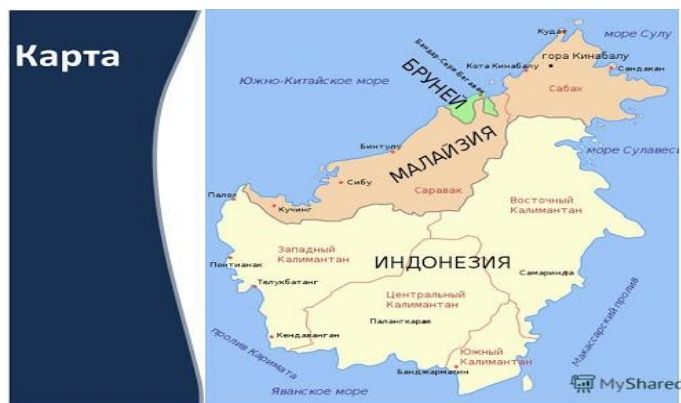 Карта
море Сулу
Кудат
гора Кинабалу
Кота Кинабалу
Сандакан
Бандар-Сери-Бегаван
Южно-Китайское море
БРУНЕЙ
Сабах
МАЛАЙЗИЯ
Бинтулу
море Сулавеси
Сибу
Саравак
Палох
Кучинг
Восточный
Калимантан
Западный
Калимантан
Понтианак
ИНДОНЕЗИЯ
Самаринда
Телукбатанг
Центральный
Калимантан
Палангкарая
Макассарский пролив
Кендаванган
пролив Каримата
Южный
Калимантан
Банджармасин
Яванское море
MyShared